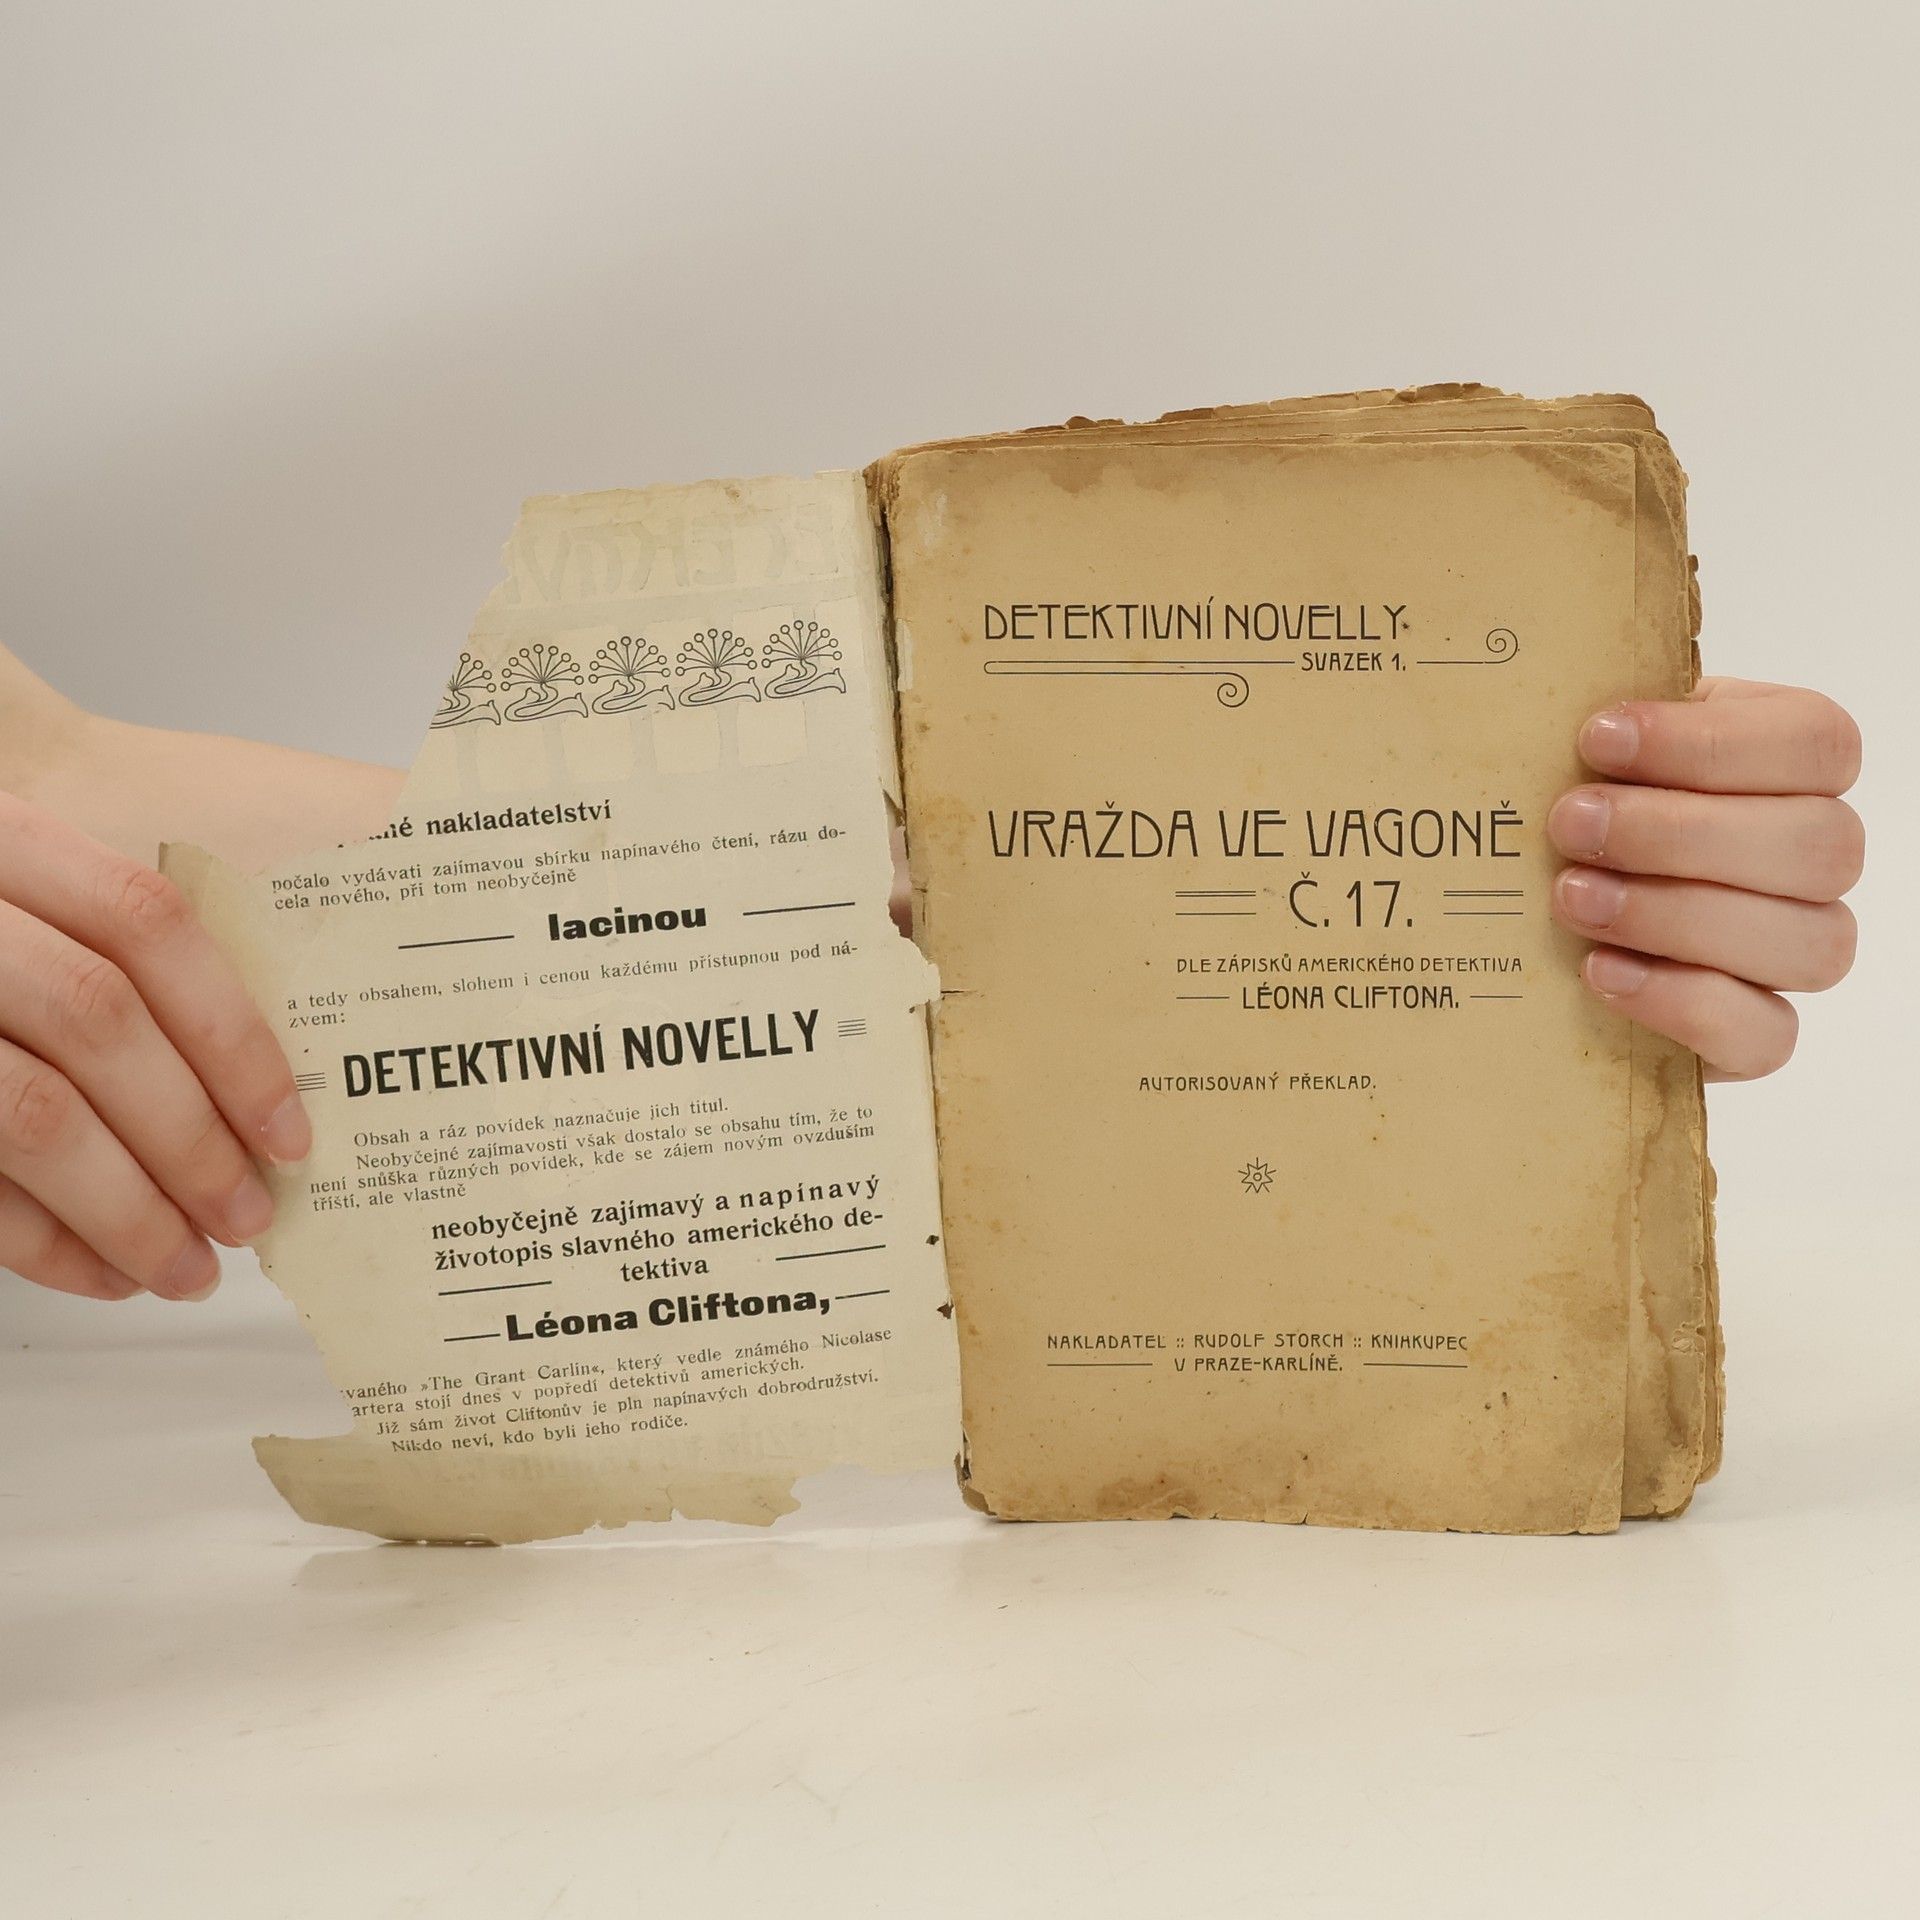 nakladatelství
počalo vydávati zajímavou sbírku napínavého čtení, rázu do-
cela nového, při tom neobyčejně
lacinou
a tedy obsahem, slohem i cenou každému přístupnou pod ná-
zvem:
DETEKTIVNÍ NOVELLY
Obsah a ráz povídek naznačuje jich titul.
Neobyčejné zajímavosti však dostalo se obsahu tím, že to
není snůška různých povídek, kde se zájem novým ovzduším
tříští, ale vlastně
neobyčejně zajímavý a napínavý
životopis slavného amerického de-
tektiva
Léona Cliftona,
zvaného »The Grant Carlin«, který vedle známého Nicolase
artera stojí dnes v popředí detektivů amerických.
Již sám život Cliftonův je pln napínavých dobrodružství.
Nikdo neví, kdo byli jeho rodiče.
DETEKTIVNÍ NOVELLY.
SVAZEK 1.
VRAŽDA VE VAGONĚ
Č. 17.
DLE ZÁPISKŮ AMERICKÉHO DETEKTIVA
LÉONA CLIFTONA.
AUTORISOVANÝ PŘEKLAD.
NAKLADATEL :: RUDOLF STORCH :: KNIHKUPEC
V PRAZE-KARLÍNĚ.